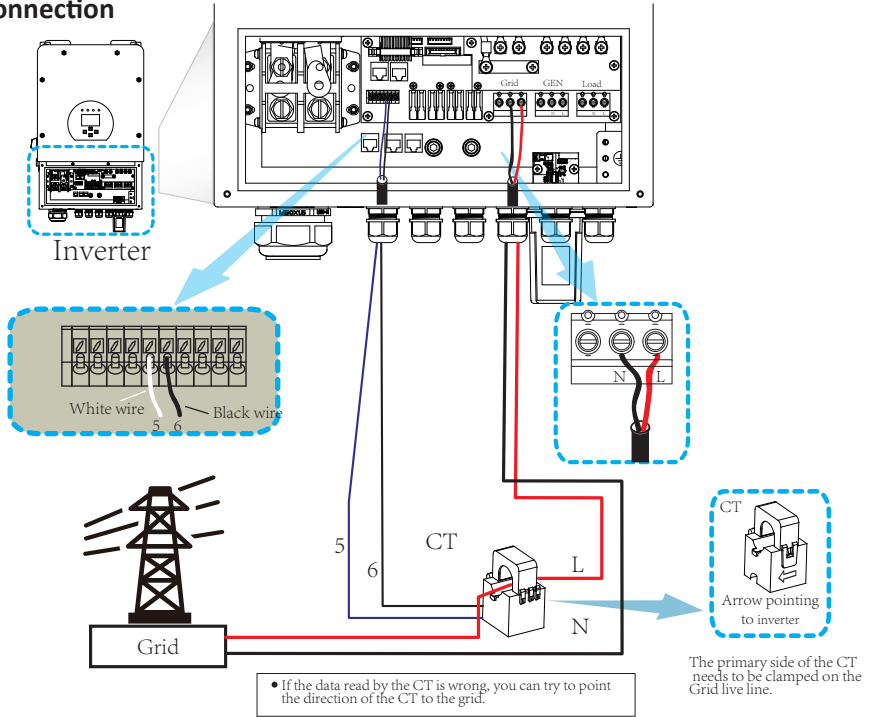 onnection
Grid
GEN
Load
Inverter
N
L
White wire
Black wire
5
6
5
6
CT
L
N
Grid
CT
Arrow pointing
to inverter
The primary side of the CT
needs to be clamped on the
Grid live line.
• If the data read by the CT is wrong, you can try to point
the direction of the CT to the grid.